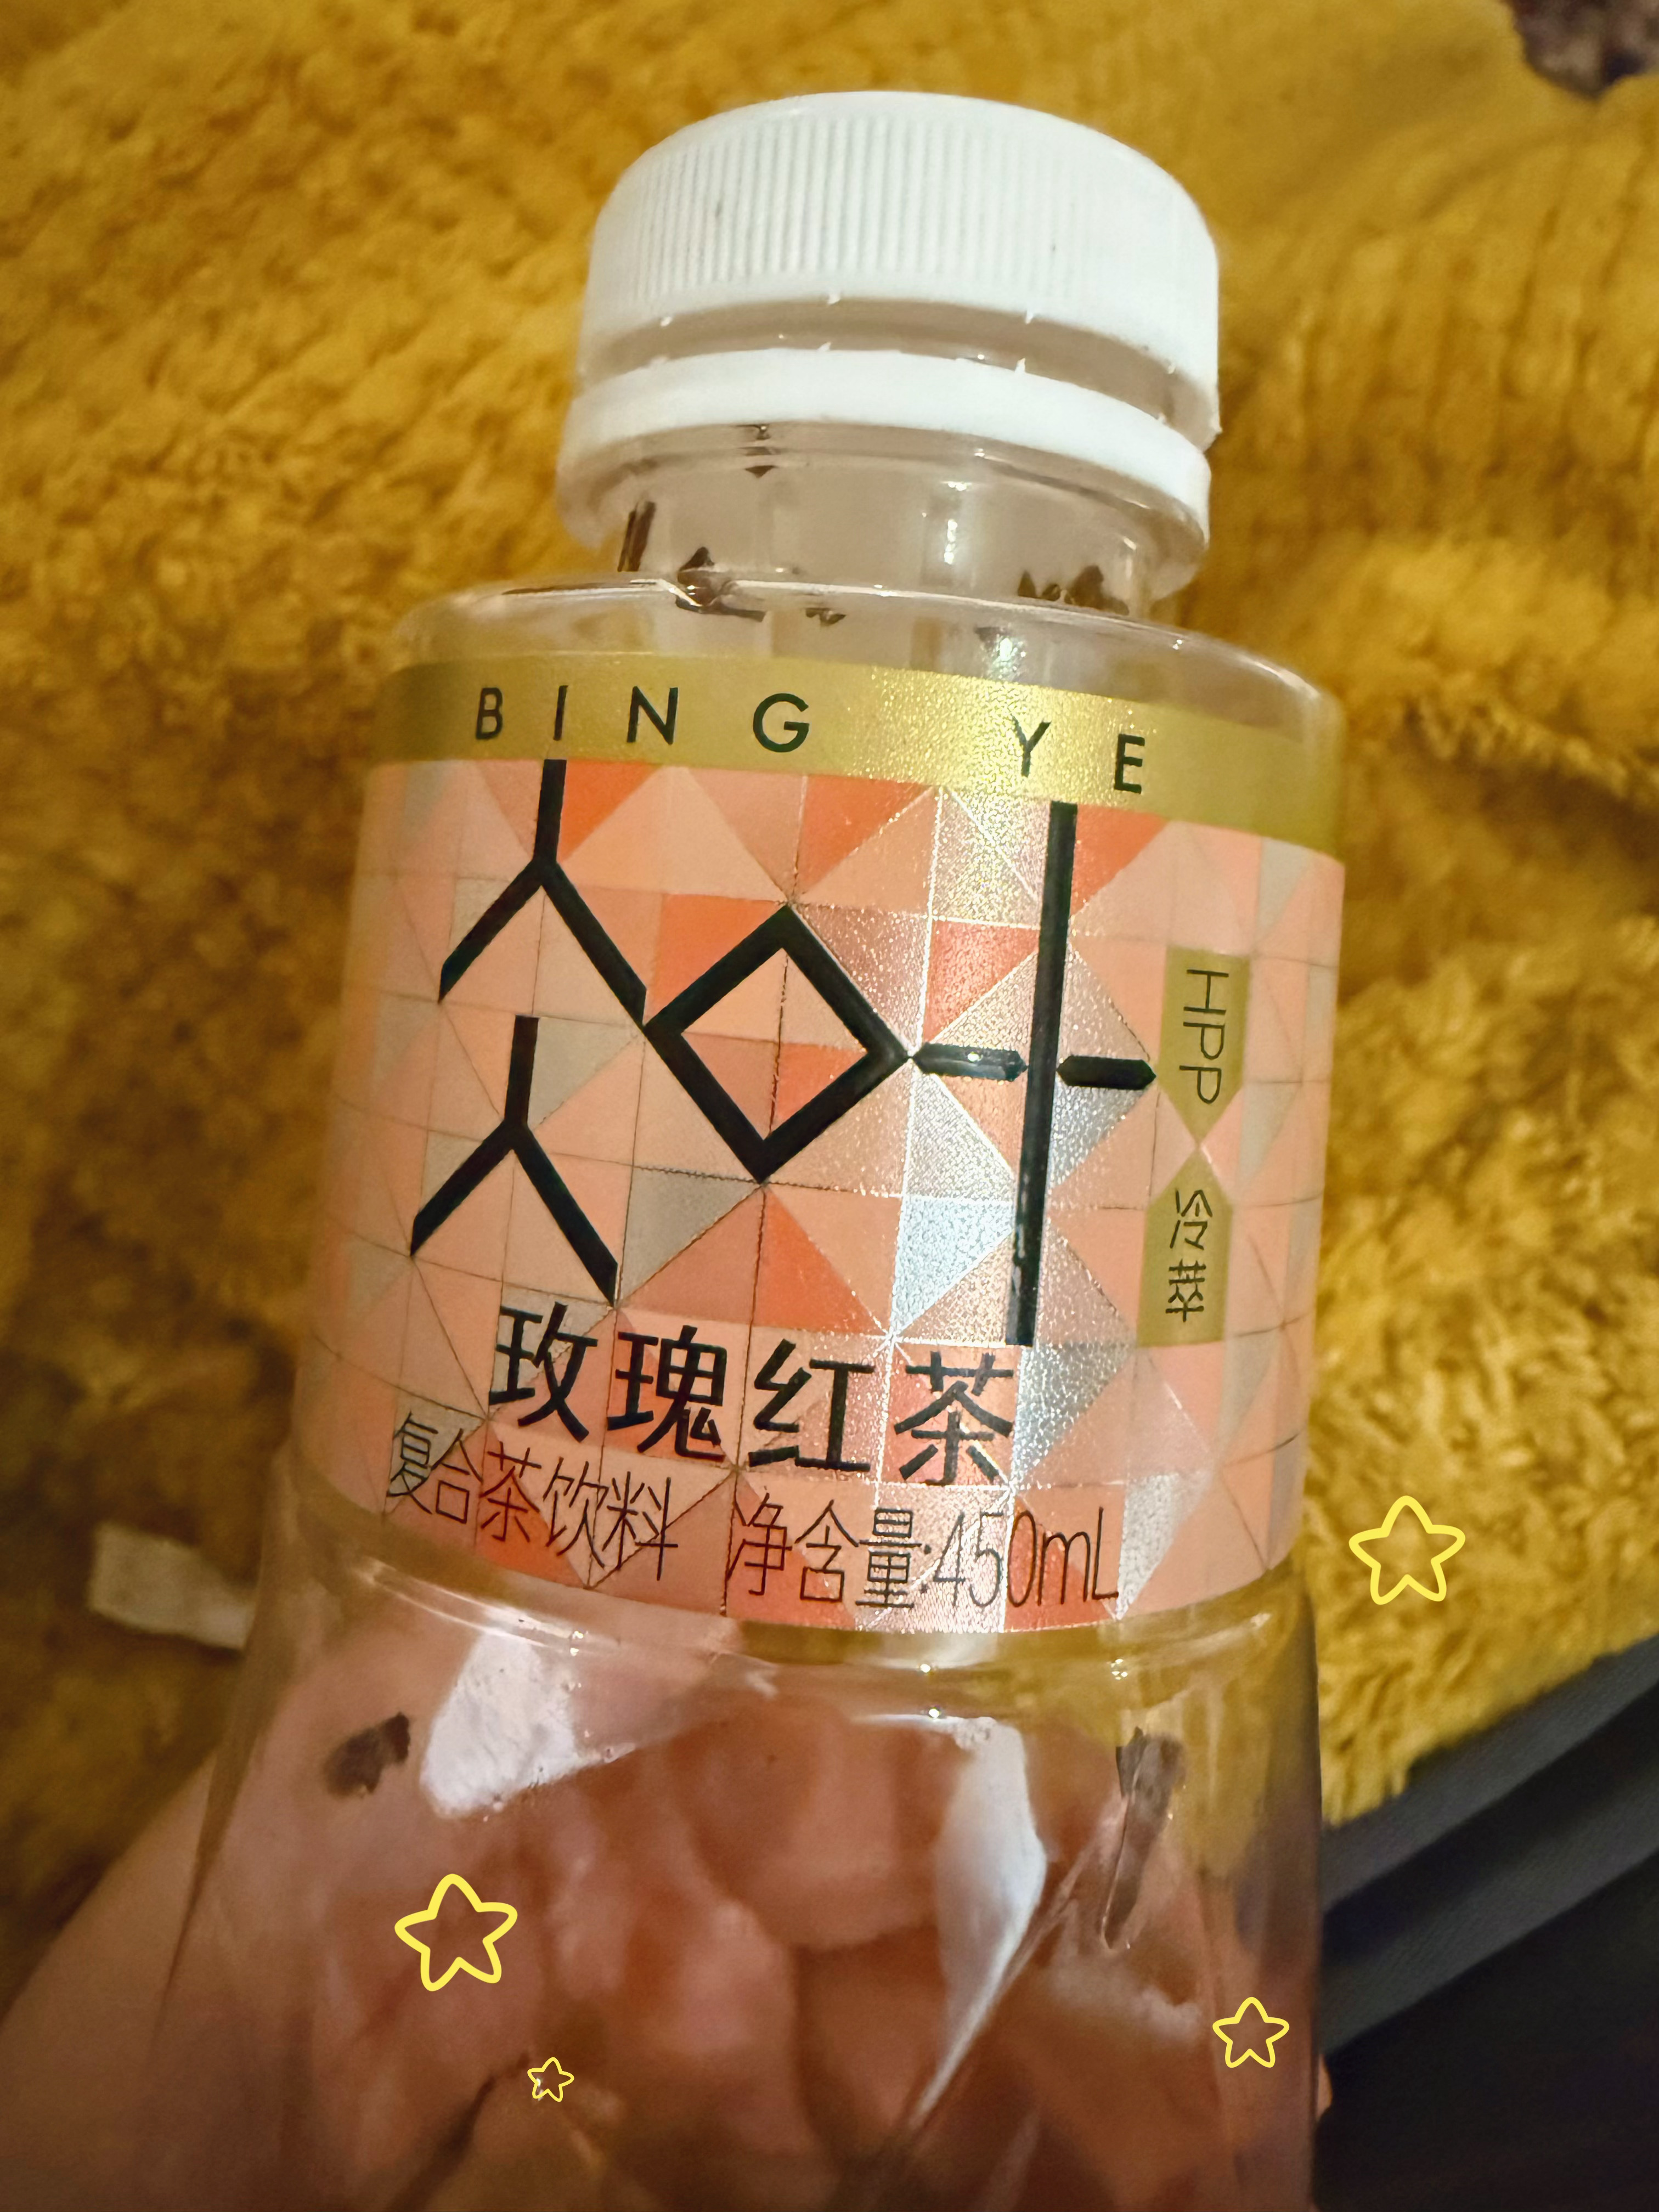 BING YE
仌叶
HPP
冷萃
玫瑰红茶
复合茶饮料 净含量:450mL